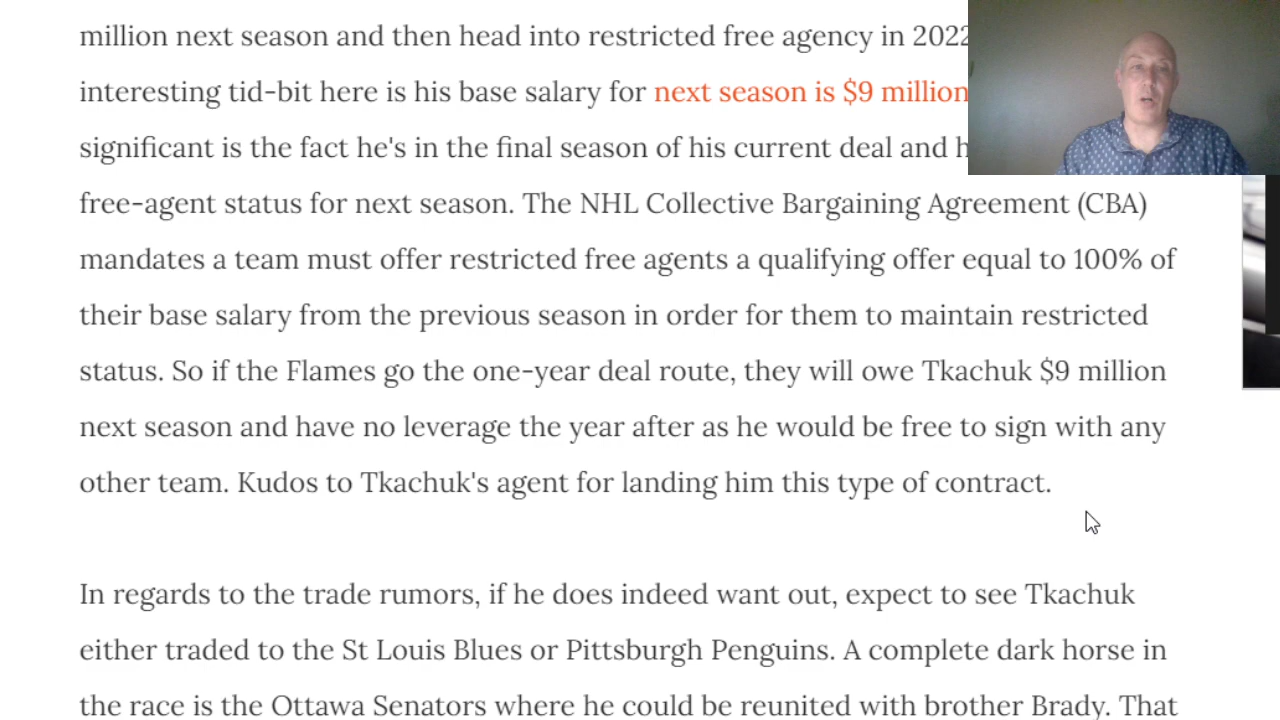 million next season and then head into restricted free agency in 2022
interesting tid-bit here is his base salary for next season is $9 million
significant is the fact he's in the final season of his current deal and h
free-agent status for next season. The NHL Collective Bargaining Agreement (CBA)
mandates a team must offer restricted free agents a qualifying offer equal to 100% of
their base salary from the previous season in order for them to maintain restricted
status. So if the Flames go the one-year deal route, they will owe Tkachuk $9 million
next season and have no leverage the year after as he would be free to sign with any
other team. Kudos to Tkachuk's agent for landing him this type of contract.
In regards to the trade rumors, if he does indeed want out, expect to see Tkachuk
either traded to the St Louis Blues or Pittsburgh Penguins. A complete dark horse in
the race is the Ottawa Senators where he could be reunited with brother Brady. That